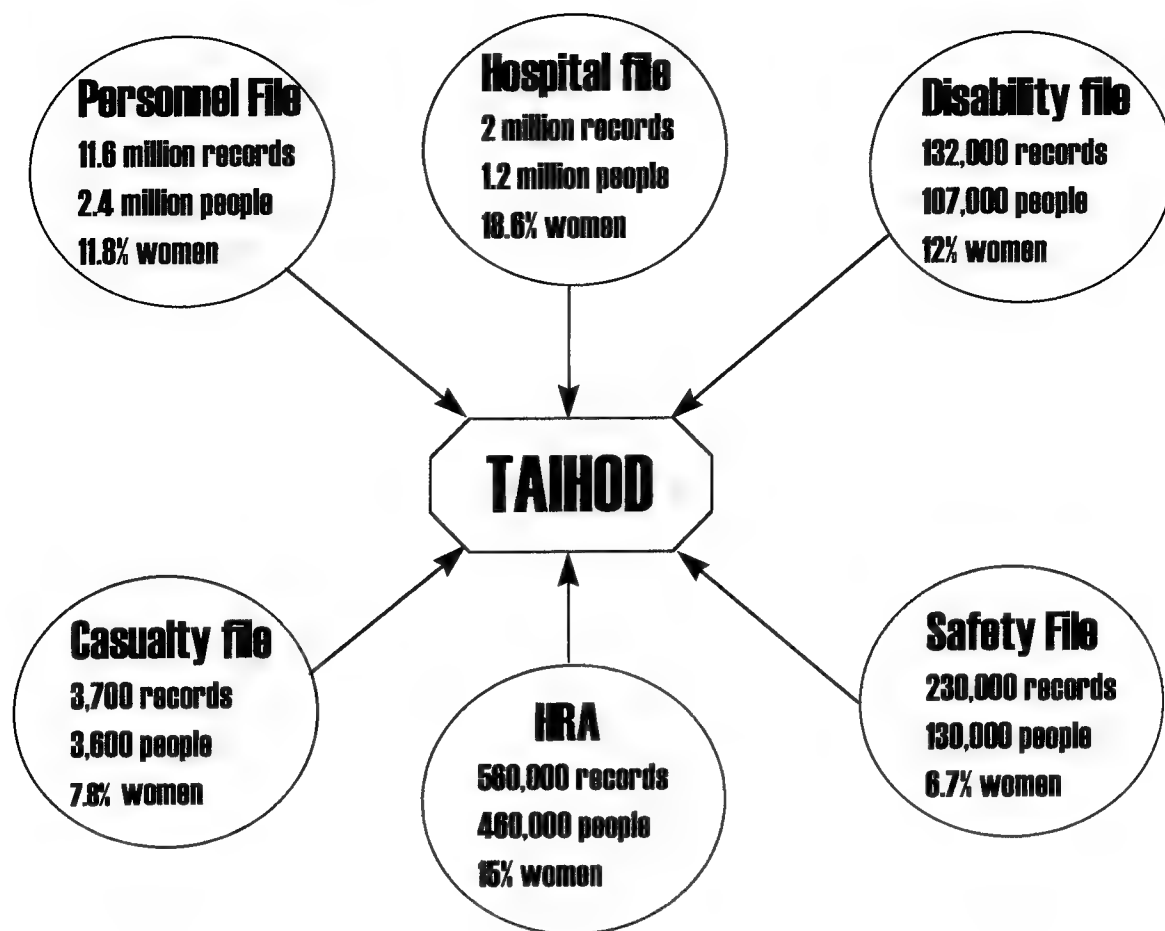 Personnel File
11.6 million records
2.4 million people
11.8% women
Hospital file
2 million records
1.2 million people
18.6% women
Disability file
132,000 records
107,000 people
12% women
TAIHOD
Casualty file
3,700 records
3,600 people
7.8% women
HRA
560,000 records
460,000 people
15% women
Safety File
230,000 records
130,000 people
6.7% women